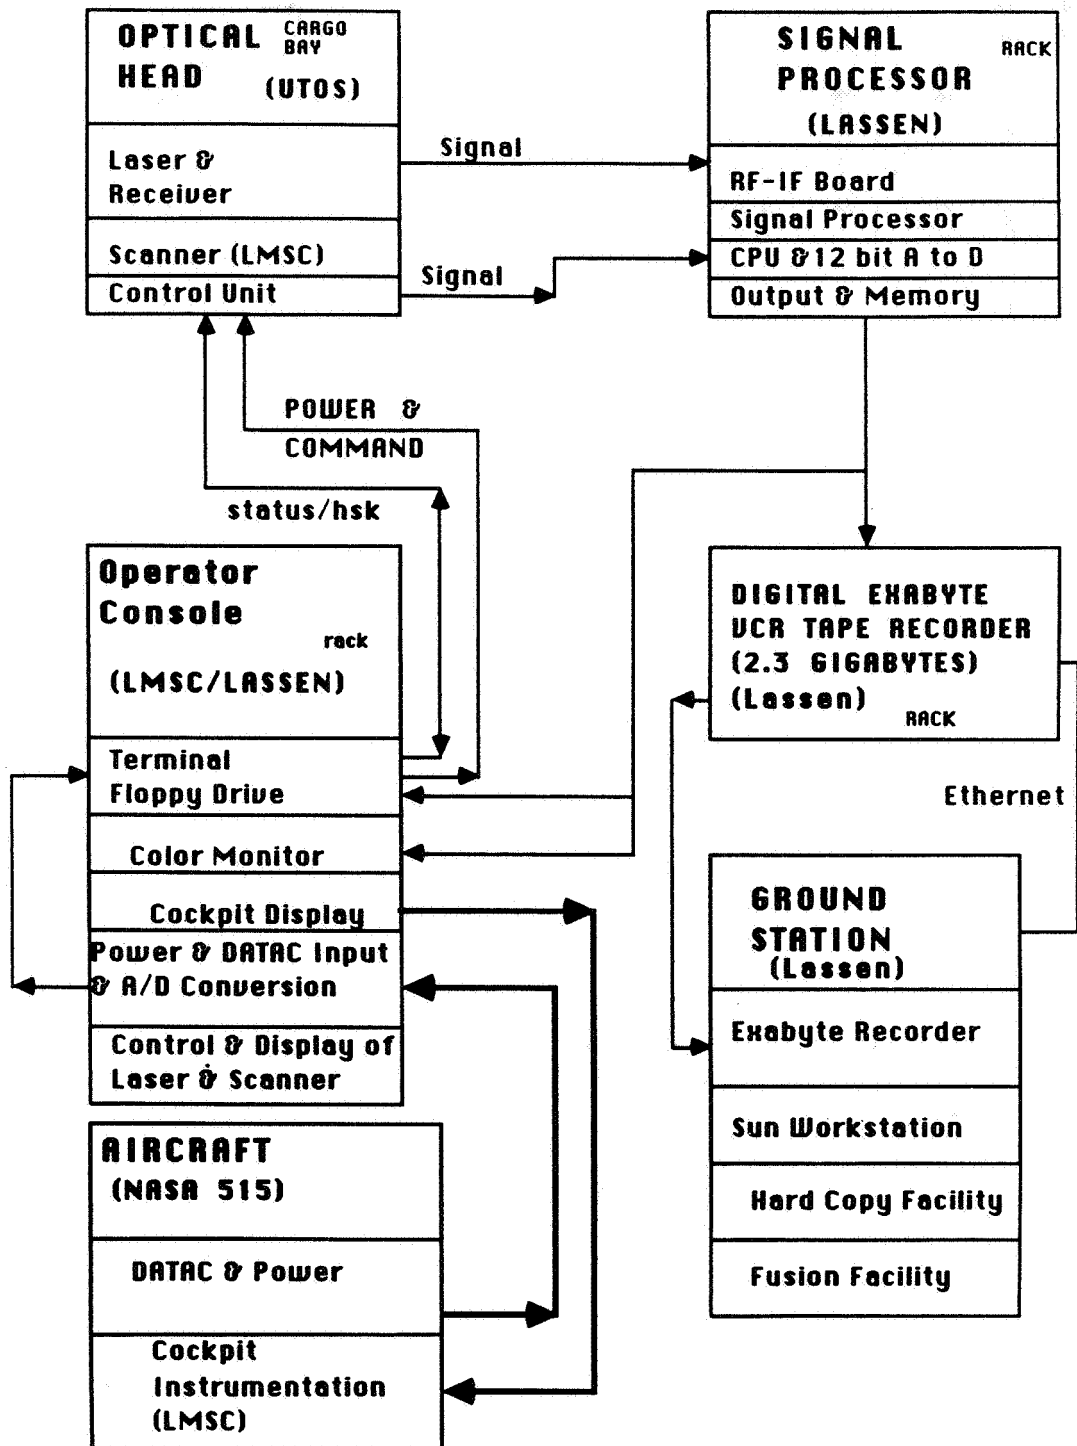 OPTICAL CARGO
BAY
HEAD (UTOS)
Laser &
Receiver
Scanner (LMSC)
Control Unit
Signal
Signal
SIGNAL RACK
PROCESSOR
(LASSEN)
RF-IF Board
Signal Processor
CPU &12 bit A to D
Output & Memory
POWER &
COMMAND
status/hsk
Operator
Console
rack
(LMSC/LASSEN)
Terminal
Floppy Drive
Color Monitor
Cockpit Display
Power & DATAC Input
& A/D Conversion
Control & Display of
Laser & Scanner
DIGITAL EXABYTE
VCR TAPE RECORDER
(2.3 GIGABYTES)
(Lassen)
RACK
Ethernet
GROUND
STATION
(Lassen)
Exabyte Recorder
Sun Workstation
Hard Copy Facility
Fusion Facility
AIRCRAFT
(NASA 515)
DATAC & Power
Cockpit
Instrumentation
(LMSC)